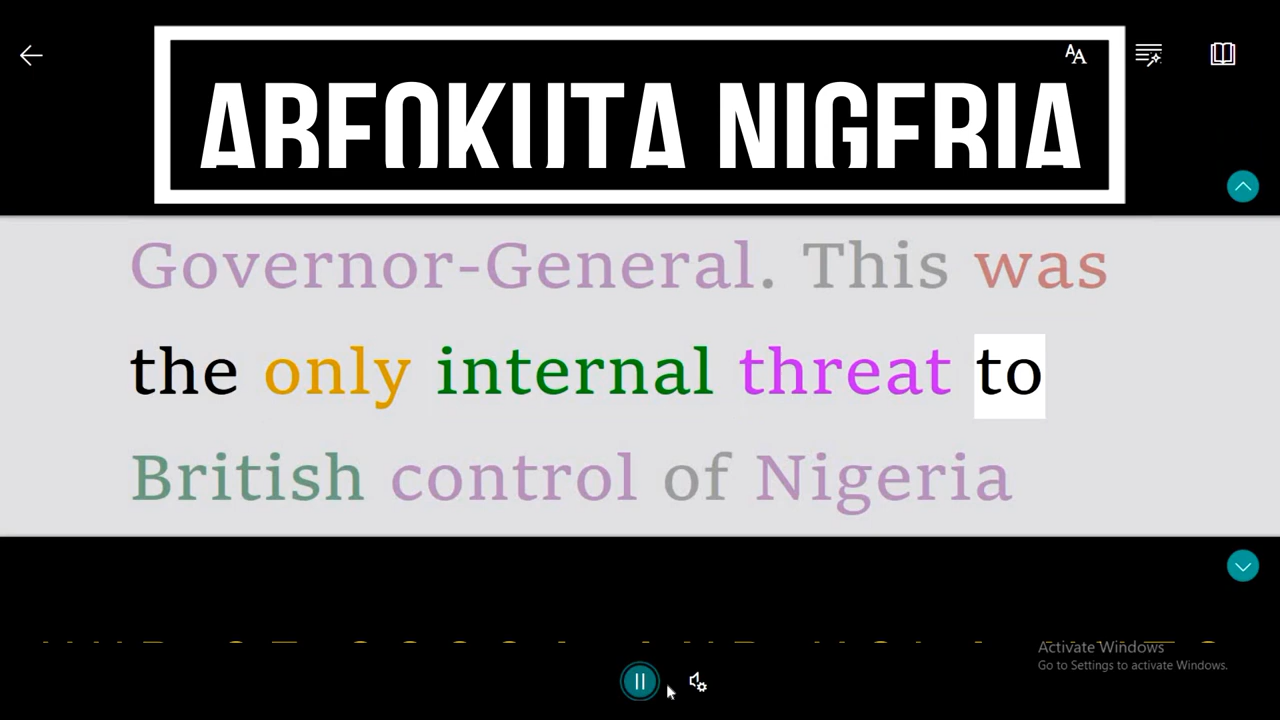 ABEOKUTA NIGERIA
Governor-General. This was
the only internal threat to
British control of Nigeria
Activate Windows
Go to Settings to activate Windows.